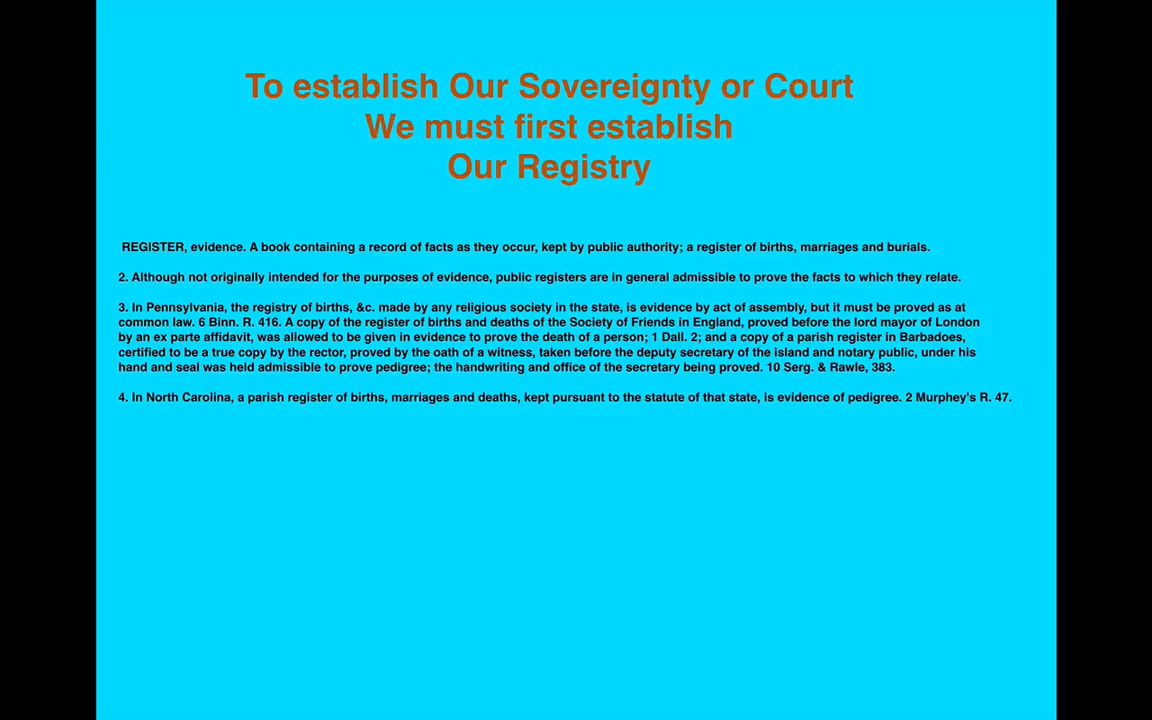 To establish Our Sovereignty or Court
We must first establish
Our Registry
REGISTER, evidence. A book containing a record of facts as they occur, kept by public authority; a register of births, marriages and burials.
2. Although not originally intended for the purposes of evidence, public registers are in general admissible to prove the facts to which they relate.
3. In Pennsylvania, the registry of births, &c. made by any religious society in the state, is evidence by act of assembly, but it must be proved as at
common law. 6 Binn. R. 416. A copy of the register of births and deaths of the Society of Friends in England, proved before the lord mayor of London
by an ex parte affidavit, was allowed to be given in evidence to prove the death of a person; 1 Dall. 2; and a copy of a parish register in Barbadoes,
certified to be a true copy by the rector, proved by the oath of a witness, taken before the deputy secretary of the island and notary public, under his
hand and seal was held admissible to prove pedigree; the handwriting and office of the secretary being proved. 10 Serg. & Rawle, 383.
4. In North Carolina, a parish register of births, marriages and deaths, kept pursuant to the statute of that state, is evidence of pedigree. 2 Murphey's R. 47.